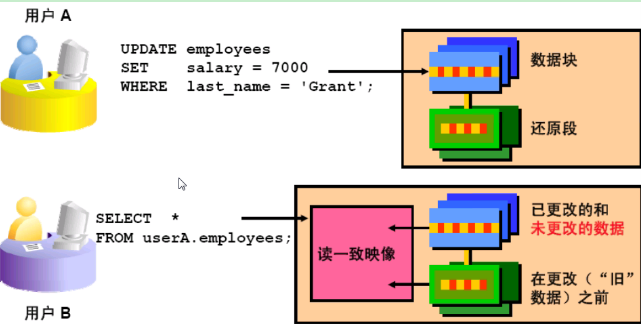 用户 A
UPDATE employees
SET salary = 7000
WHERE last_name = 'Grant';
数据块
还原段
SELECT *
FROM userA.employees;
读一致映像
已更改的和
未更改的数据
在更改（“旧”
数据）之前
用户 B